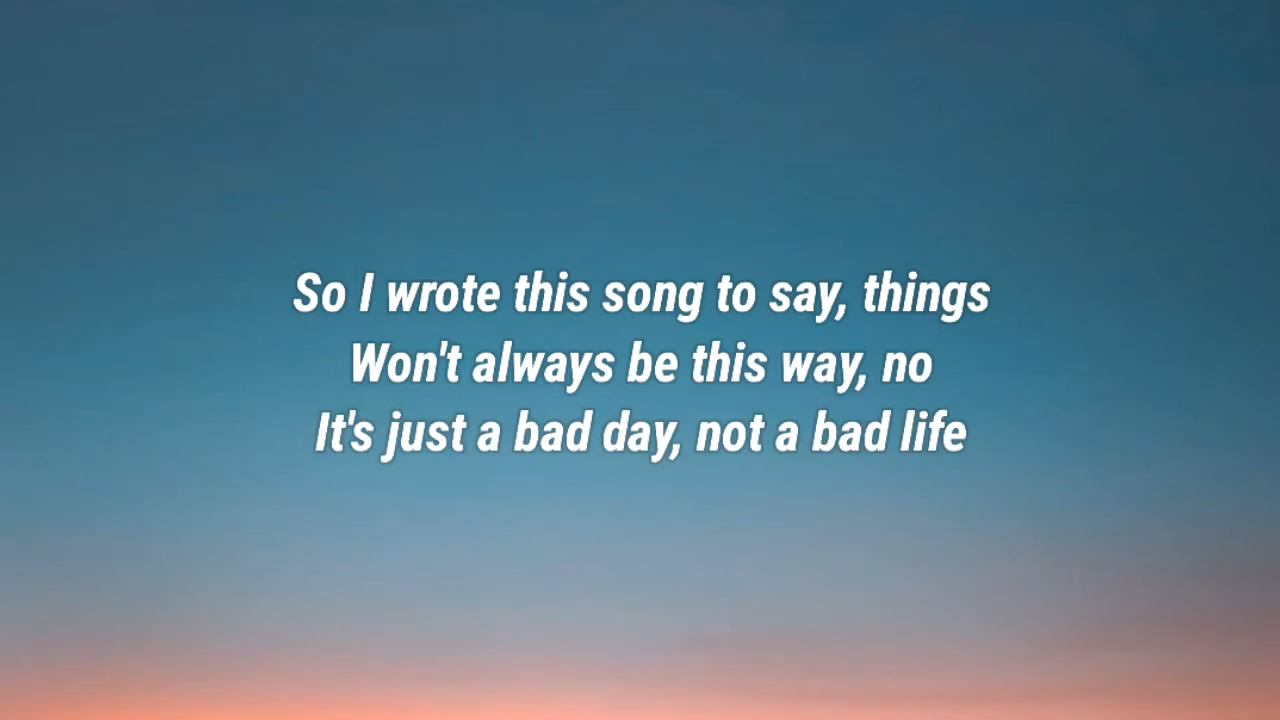 So I wrote this song to say, things
Won't always be this way, no
It's just a bad day, not a bad life